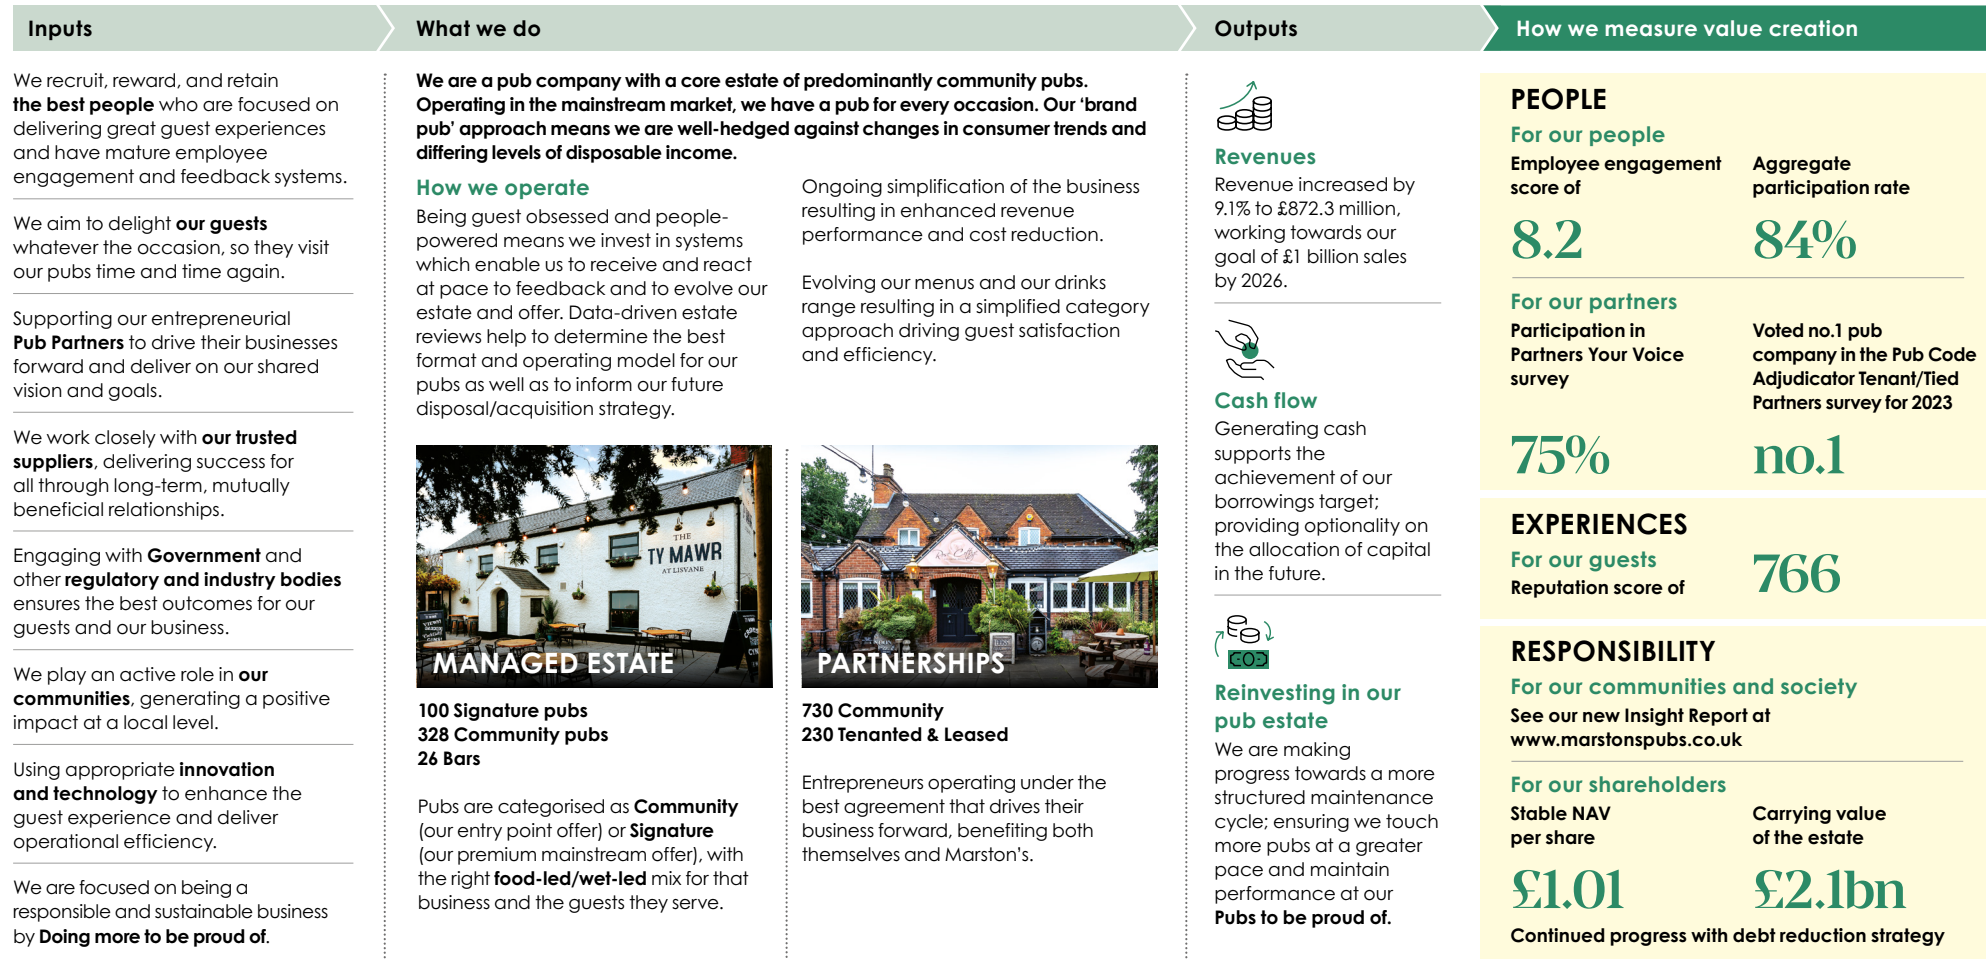 Inputs
We recruit, reward, and retain
the best people who are focused on
delivering great guest experiences
and have mature employee
engagement and feedback systems.
We aim to delight our guests
whatever the occasion, so they visit
our pubs time and time again.
Supporting our entrepreneurial
Pub Partners to drive their businesses
forward and deliver on our shared
vision and goals.
We work closely with our trusted
suppliers, delivering success for
all through long-term, mutually
beneficial relationships.
Engaging with Government and
other regulatory and industry bodies
ensures the best outcomes for our
guests and our business.
We play an active role in our
communities, generating a positive
impact at a local level.
Using appropriate innovation
and technology to enhance the
guest experience and deliver
operational efficiency.
We are focused on being a
responsible and sustainable business
by Doing more to be proud of.
What we do
We are a pub company with a core estate of predominantly community pubs.
Operating in the mainstream market, we have a pub for every occasion. Our ‘brand
pub’ approach means we are well-hedged against changes in consumer trends and
differing levels of disposable income.
How we operate
Being guest obsessed and people-
powered means we invest in systems
which enable us to receive and react
at pace to feedback and to evolve our
estate and offer. Data-driven estate
reviews help to determine the best
format and operating model for our
pubs as well as to inform our future
disposal/acquisition strategy.
Ongoing simplification of the business
resulting in enhanced revenue
performance and cost reduction.
Evolving our menus and our drinks
range resulting in a simplified category
approach driving guest satisfaction
and efficiency.
THE
TY MAWR
AT LISVANE
MANAGED ESTATE
100 Signature pubs
328 Community pubs
26 Bars
Pubs are categorised as Community
(our entry point offer) or Signature
(our premium mainstream offer), with
the right food-led/wet-led mix for that
business and the guests they serve.
PARTNERSHIPS
730 Community
230 Tenanted & Leased
Entrepreneurs operating under the
best agreement that drives their
business forward, benefiting both
themselves and Marston’s.
Outputs
Revenues
Revenue increased by
9.1% to £872.3 million,
working towards our
goal of £1 billion sales
by 2026.
Cash flow
Generating cash
supports the
achievement of our
borrowings target;
providing optionality on
the allocation of capital
in the future.
Reinvesting in our
pub estate
We are making
progress towards a more
structured maintenance
cycle; ensuring we touch
more pubs at a greater
pace and maintain
performance at our
Pubs to be proud of.
How we measure value creation
PEOPLE
For our people
Employee engagement
score of
8.2
Aggregate
participation rate
84%
For our partners
Participation in
Partners Your Voice
survey
75%
Voted no.1 pub
company in the Pub Code
Adjudicator Tenant/Tied
Partners survey for 2023
no.1
EXPERIENCES
For our guests
Reputation score of
766
RESPONSIBILITY
For our communities and society
See our new Insight Report at
www.marstonspubs.co.uk
For our shareholders
Stable NAV
per share
£1.01
Carrying value
of the estate
£2.1bn
Continued progress with debt reduction strategy